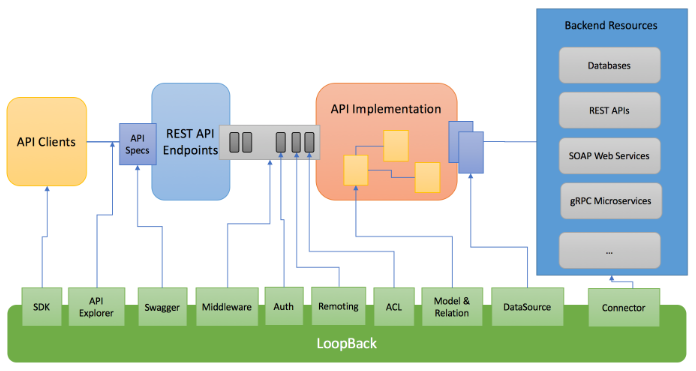 Backend Resources
Databases
REST APIs
SOAP Web Services
gRPC Microservices
...
API Clients
API
Specs
REST API
Endpoints
API Implementation
SDK
API
Explorer
Swagger
Middleware
Auth
Remoting
ACL
Model &
Relation
DataSource
Connector
LoopBack